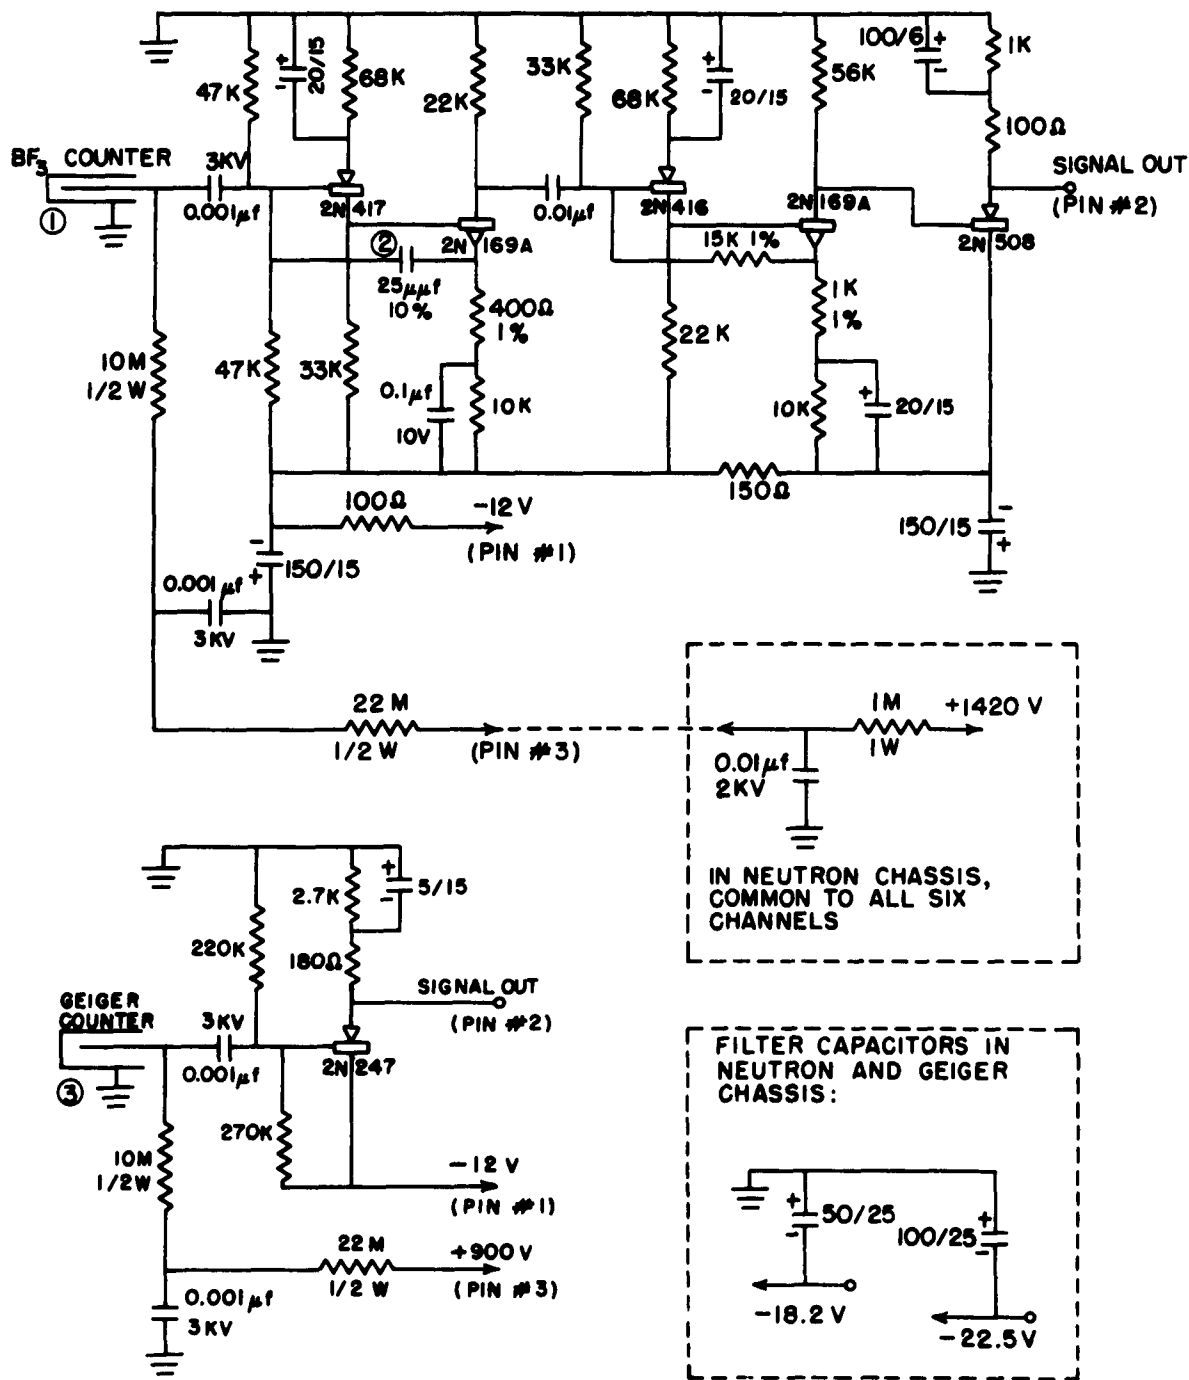 47K
20/15
68K
22K
33K
68K
20/15
56K
100/6
1K
100Ω
BF3 COUNTER
①
3KV
0.001μf
2N417
②
2N169A
0.01μf
2N416
2N169A
2N508
SIGNAL OUT
(PIN #2)
25μμf
10%
15K 1%
10M
1/2 W
47K
33K
400Ω
1%
0.1μf
10V
10K
22K
1K
1%
10K
20/15
150Ω
100Ω
-12V
(PIN #1)
150/15
150/15
0.001μf
3KV
22M
1/2 W
(PIN #3)
1M
1W
+1420 V
0.01μf
2KV
IN NEUTRON CHASSIS,
COMMON TO ALL SIX
CHANNELS
2.7K
5/15
220K
180Ω
SIGNAL OUT
(PIN #2)
GEIGER
COUNTER
③
3KV
0.001μf
2N247
270K
10M
1/2W
-12 V
(PIN #1)
22M
1/2 W
+900 V
(PIN #3)
0.001μf
3KV
FILTER CAPACITORS IN
NEUTRON AND GEIGER
CHASSIS:
50/25
100/25
-18.2 V
-22.5V